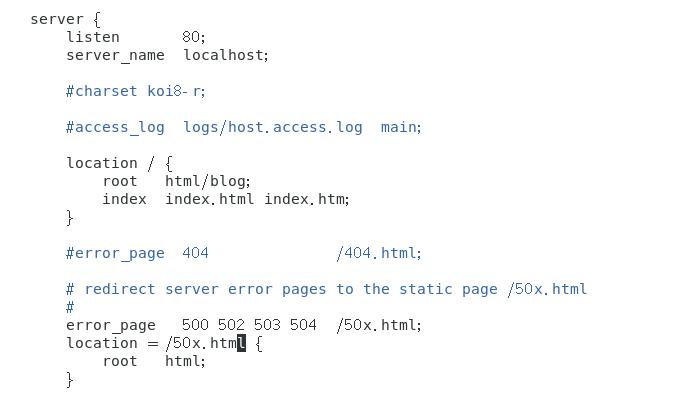 server {
    listen       80;
    server_name  localhost;

    #charset koi8-r;

    #access_log  logs/host.access.log  main;

    location / {
        root   html/blog;
        index  index.html index.htm;
    }

    #error_page  404              /404.html;

    # redirect server error pages to the static page /50x.html
    #
    error_page   500 502 503 504  /50x.html;
    location = /50x.html {
        root   html;
    }